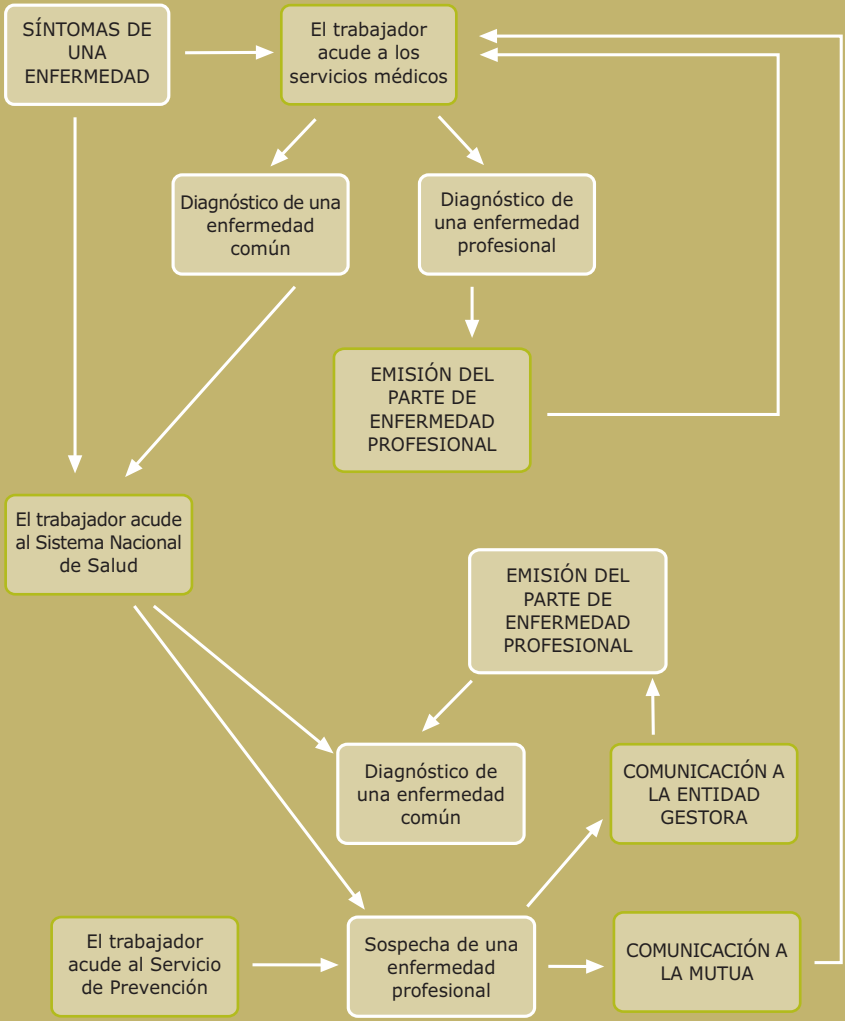 SÍNTOMAS DE
UNA
ENFERMEDAD
El trabajador
acude a los
servicios médicos
Diagnóstico de una
enfermedad
común
Diagnóstico de
una enfermedad
profesional
EMISIÓN DEL
PARTE DE
ENFERMEDAD
PROFESIONAL
El trabajador acude
al Sistema Nacional
de Salud
EMISIÓN DEL
PARTE DE
ENFERMEDAD
PROFESIONAL
Diagnóstico de
una enfermedad
común
COMUNICACIÓN A
LA ENTIDAD
GESTORA
El trabajador
acude al Servicio
de Prevención
Sospecha de una
enfermedad
profesional
COMUNICACIÓN A
LA MUTUA